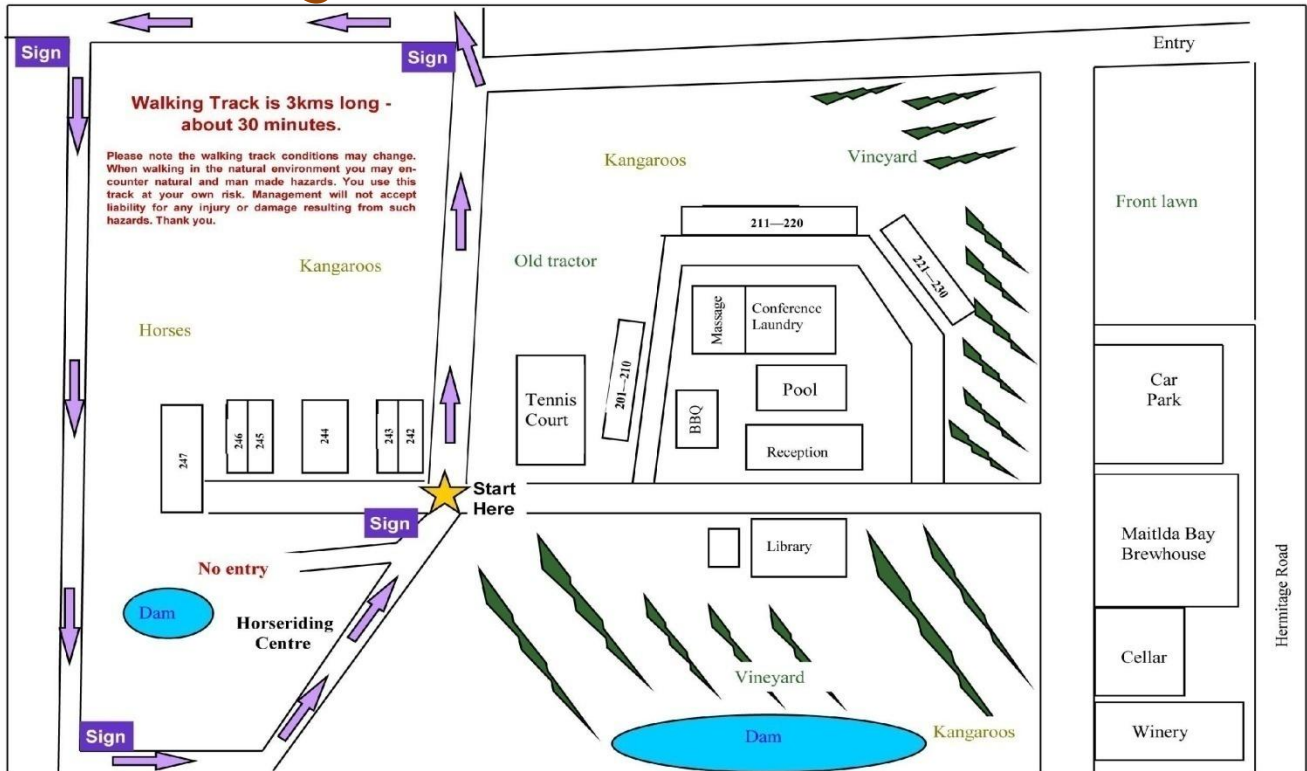 Entry
Sign
Sign
Walking Track is 3kms long -
about 30 minutes.
Please note the walking track conditions may change.
When walking in the natural environment you may en-
counter natural and man made hazards. You use this
track at your own risk. Management will not accept
liability for any injury or damage resulting from such
hazards. Thank you.
Kangaroos
Vineyard
Front lawn
211—220
221—230
Kangaroos
Old tractor
Horses
Massage
Conference
Laundry
201—210
Tennis
Court
Pool
BBQ
Reception
Car
Park
247
246
245
244
243
242
Start
Here
Sign
Library
Maitlda Bay
Brewhouse
Hermitage Road
No entry
Dam
Horseriding
Centre
Cellar
Vineyard
Sign
Dam
Kangaroos
Winery